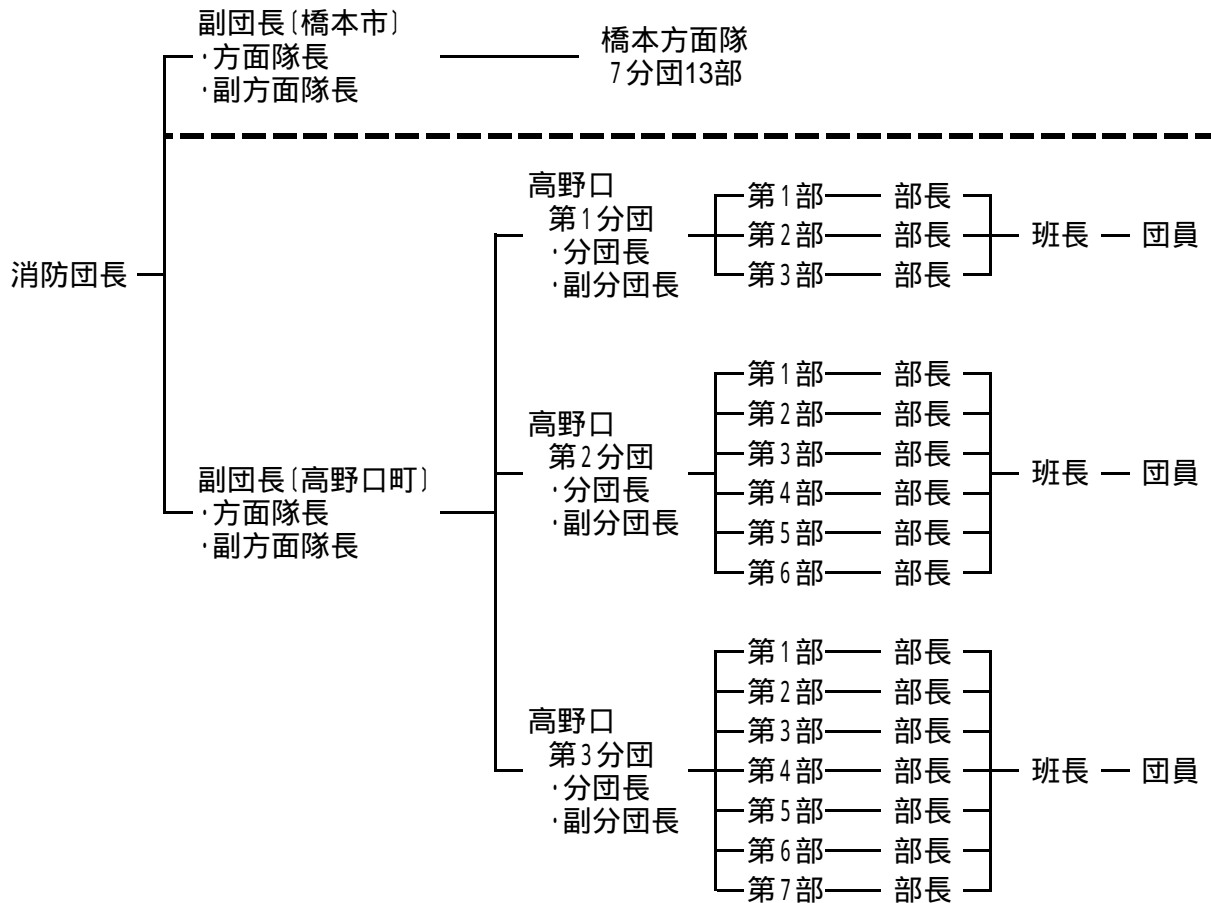 消防団長
副団長（橋本市）
・方面隊長
・副方面隊長
橋本方面隊
7分団13部
副団長（高野口町）
・方面隊長
・副方面隊長
高野口
第1分団
・分団長
・副分団長
第1部 部長
第2部 部長
第3部 部長
班長 団員
高野口
第2分団
・分団長
・副分団長
第1部 部長
第2部 部長
第3部 部長
第4部 部長
第5部 部長
第6部 部長
班長 団員
高野口
第3分団
・分団長
・副分団長
第1部 部長
第2部 部長
第3部 部長
第4部 部長
第5部 部長
第6部 部長
第7部 部長
班長 団員